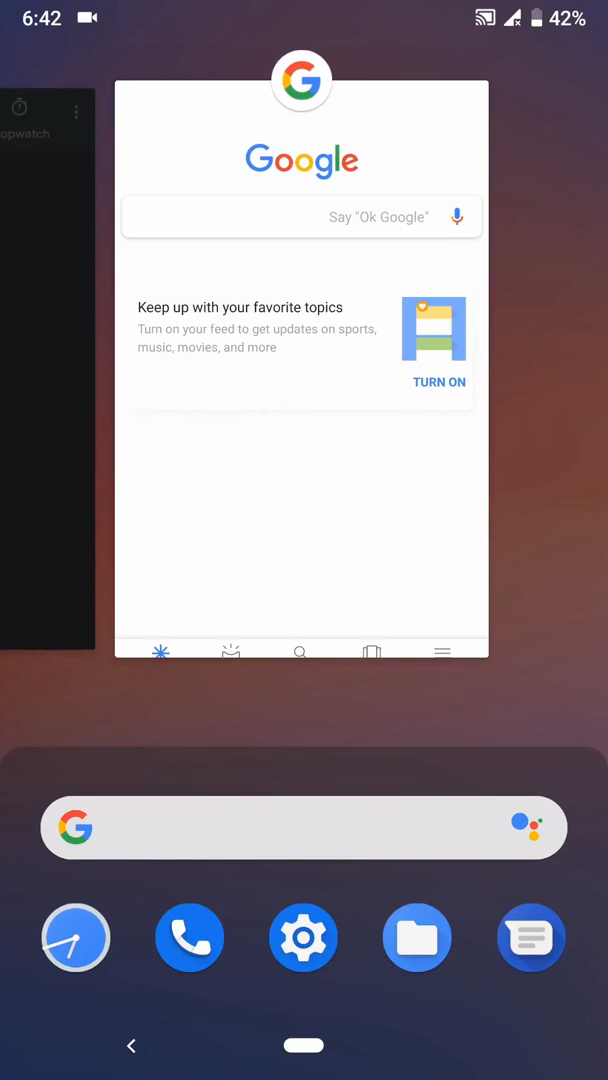 6:42
42%
opwatch
Google
Say "Ok Google"
Keep up with your favorite topics
Turn on your feed to get updates on sports,
music, movies, and more
TURN ON